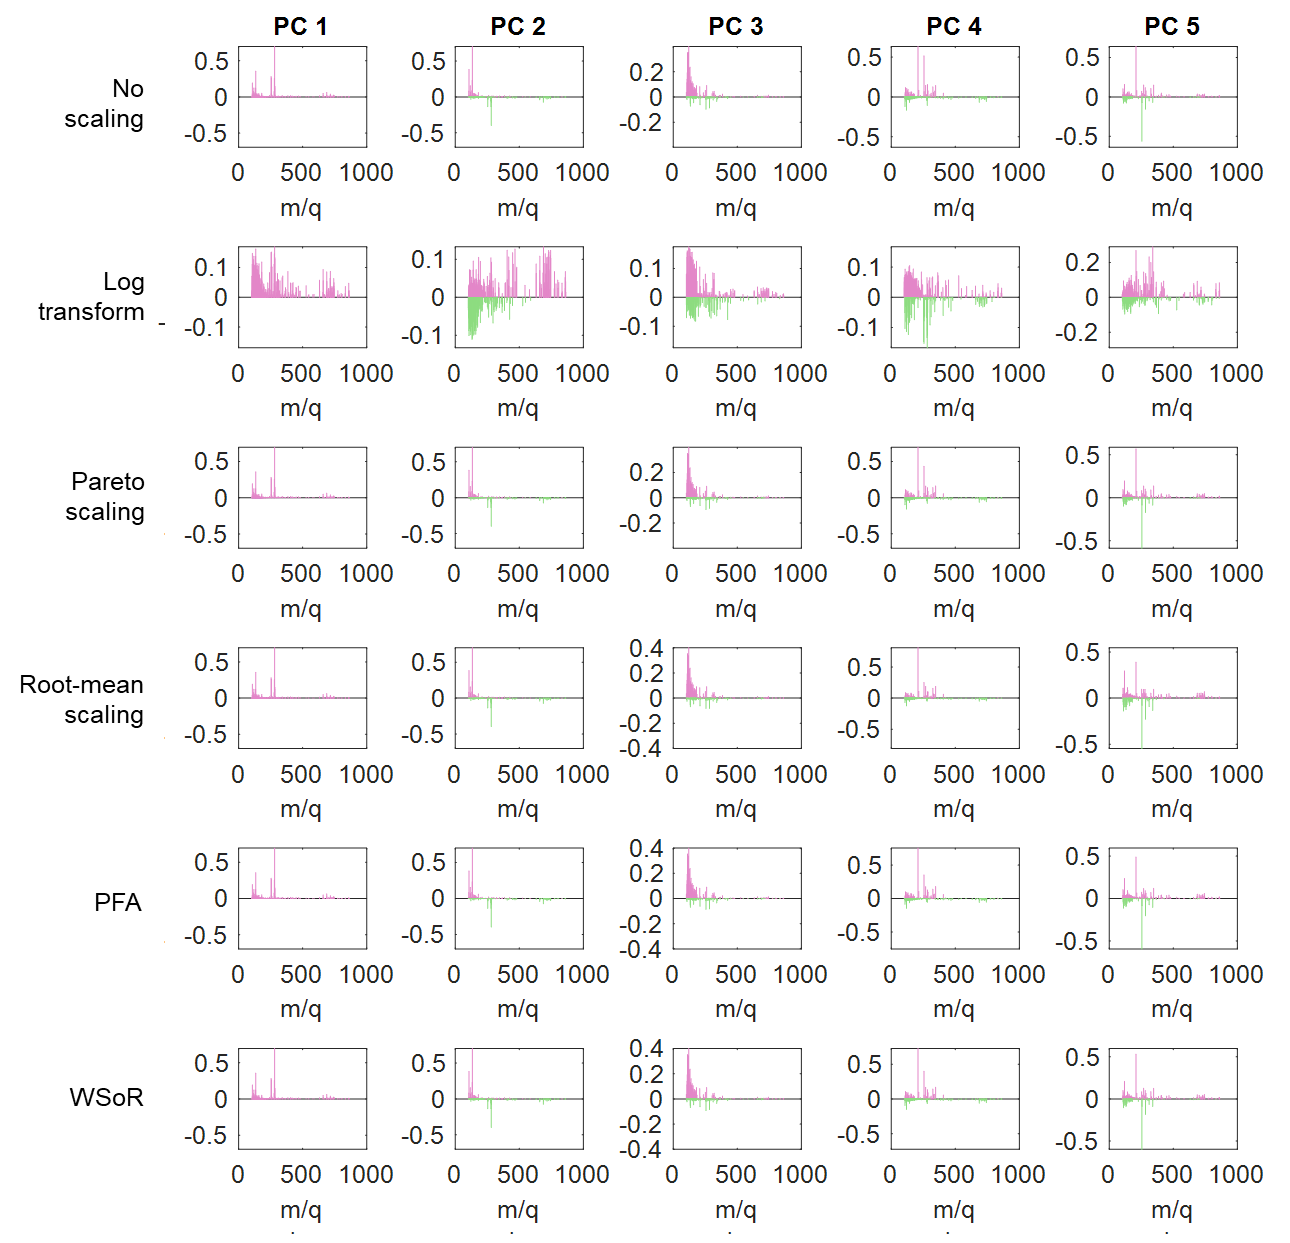 PC 1 PC 2 PC 3 PC 4 PC 5
No
scaling
0.5 0.5 0.2 0.5 0.5
0 0 0 0 0
-0.5 -0.5 -0.2 -0.5 -0.5
0 500 1000 0 500 1000 0 500 1000 0 500 1000 0 500 1000
m/q m/q m/q m/q m/q
Log
transform
0.1 0.1 0.1 0.1 0.2
0 0 0 0 0
-0.1 -0.1 -0.1 -0.1 -0.2
0 500 1000 0 500 1000 0 500 1000 0 500 1000 0 500 1000
m/q m/q m/q m/q m/q
Pareto
scaling
0.5 0.5 0.2 0.5 0.5
0 0 0 0 0
-0.5 -0.5 -0.2 -0.5 -0.5
0 500 1000 0 500 1000 0 500 1000 0 500 1000 0 500 1000
m/q m/q m/q m/q m/q
Root-mean
scaling
0.5 0.5 0.4 0.2 0.5 0.5
0 0 0 0 0
-0.5 -0.5 -0.2 -0.4 -0.5 -0.5
0 500 1000 0 500 1000 0 500 1000 0 500 1000 0 500 1000
m/q m/q m/q m/q m/q
PFA
0.5 0.5 0.4 0.2 0.5 0.5
0 0 0 0 0
-0.5 -0.5 -0.2 -0.4 -0.5 -0.5
0 500 1000 0 500 1000 0 500 1000 0 500 1000 0 500 1000
m/q m/q m/q m/q m/q
WSoR
0.5 0.5 0.4 0.2 0.5 0.5
0 0 0 0 0
-0.5 -0.5 -0.2 -0.4 -0.5 -0.5
0 500 1000 0 500 1000 0 500 1000 0 500 1000 0 500 1000
m/q m/q m/q m/q m/q